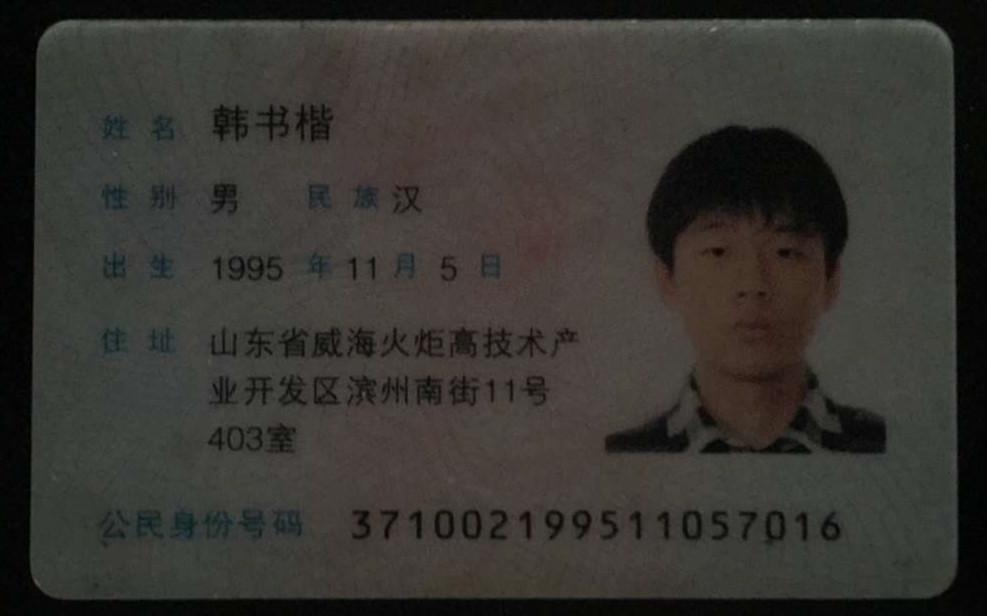 姓名 韩书楷
性别 男 民族 汉
出生 1995 年 11 月 5 日
住址 山东省威海火炬高技术产
业开发区滨州南街11号
403室
公民身份号码 371002199511057016